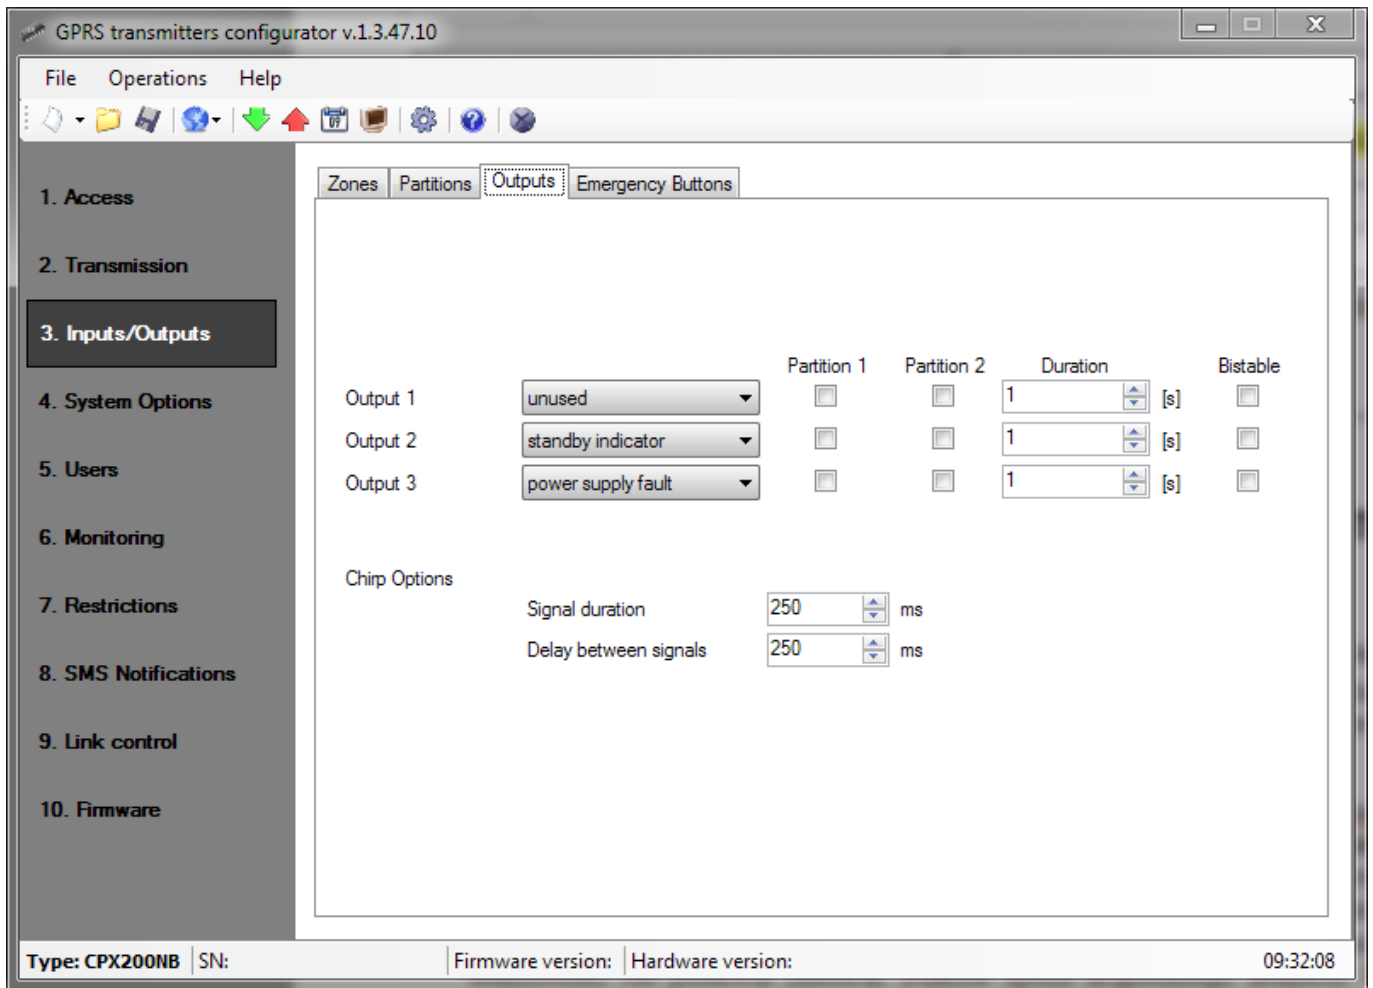 GPRS transmitters configurator v.1.3.47.10
File Operations Help
1. Access
2. Transmission
3. Inputs/Outputs
4. System Options
5. Users
6. Monitoring
7. Restrictions
8. SMS Notifications
9. Link control
10. Firmware
Zones Partitions Outputs Emergency Buttons
Partition 1 Partition 2 Duration Bistable
Output 1 unused 1 [s]
Output 2 standby indicator 1 [s]
Output 3 power supply fault 1 [s]
Chirp Options
Signal duration 250 ms
Delay between signals 250 ms
Type: CPX200NB SN: Firmware version: Hardware version: 09:32:08